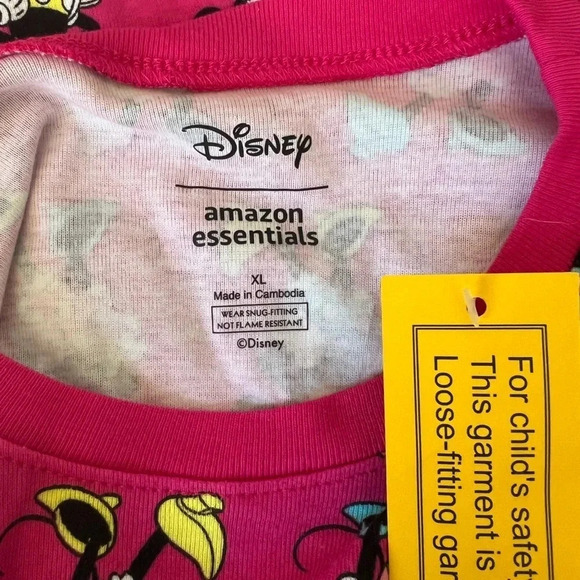 Disney
amazon
essentials
XL
Made in Cambodia
WEAR SNUG-FITTING
NOT FLAME RESISTANT
©Disney
For child's safety
This garment is
Loose-fitting gar